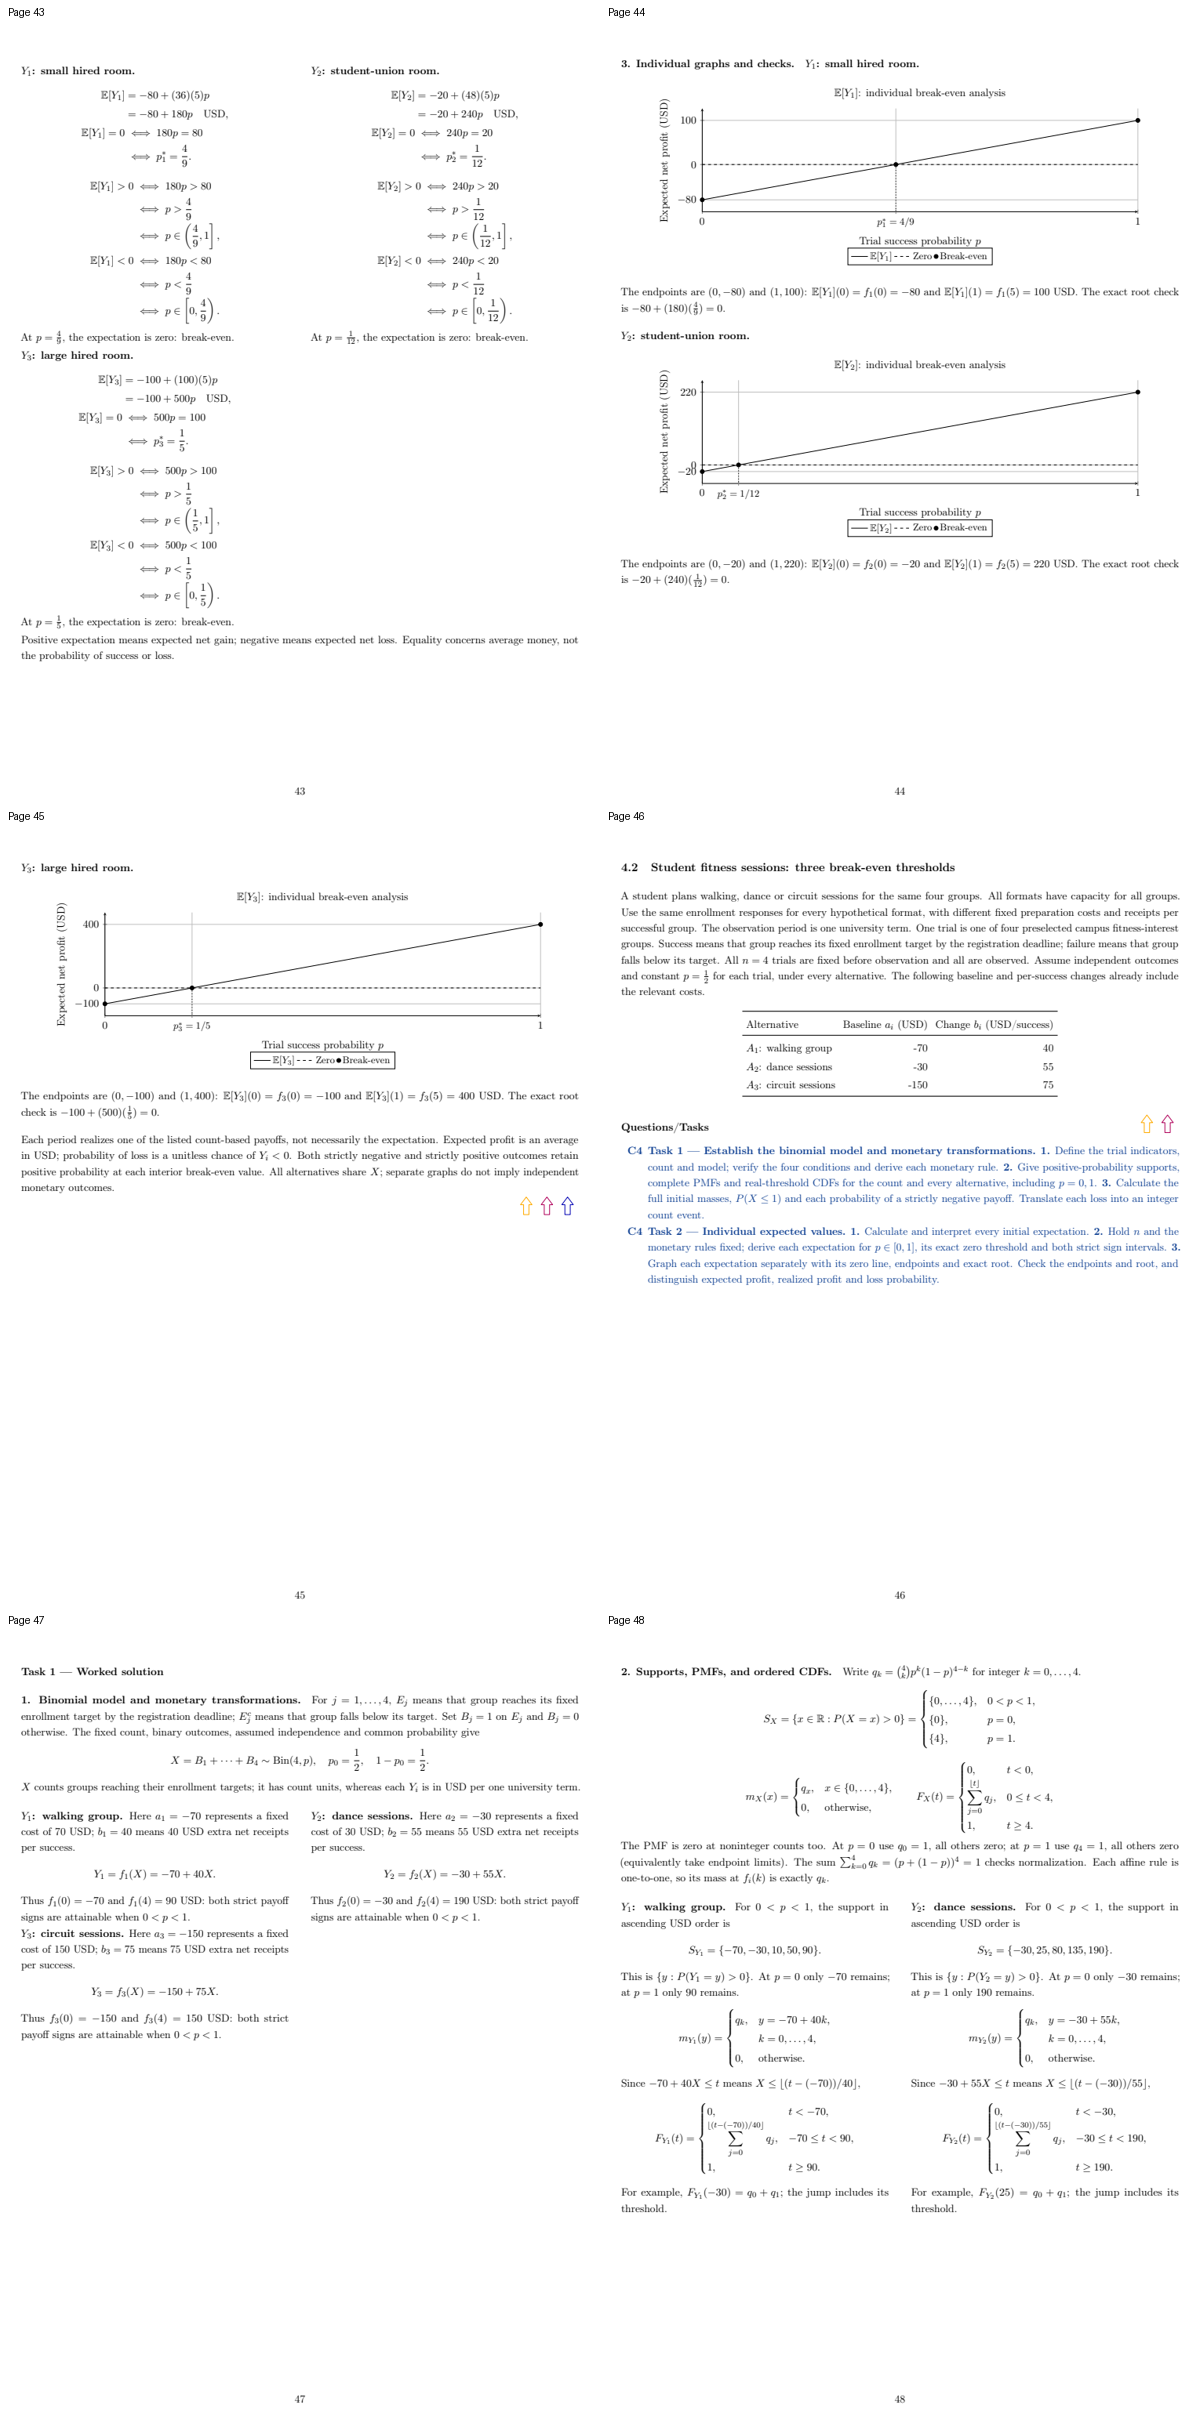 Page 43
Y₁: small hired room.
𝔼[Y₁] = −80 + (36)(5)p
= −80 + 180p USD,
𝔼[Y₁] = 0 ⟺ 180p = 80
⟺ p₁* = 4/9.
𝔼[Y₁] > 0 ⟺ 180p > 80
⟺ p > 4/9
⟺ p ∈ (4/9, 1],
𝔼[Y₁] < 0 ⟺ 180p < 80
⟺ p < 4/9
⟺ p ∈ [0, 4/9).
At p = 4/9, the expectation is zero: break-even.
Y₂: student-union room.
𝔼[Y₂] = −20 + (48)(5)p
= −20 + 240p USD,
𝔼[Y₂] = 0 ⟺ 240p = 20
⟺ p₂* = 1/12.
𝔼[Y₂] > 0 ⟺ 240p > 20
⟺ p > 1/12
⟺ p ∈ (1/12, 1],
𝔼[Y₂] < 0 ⟺ 240p < 20
⟺ p < 1/12
⟺ p ∈ [0, 1/12).
At p = 1/12, the expectation is zero: break-even.
Y₃: large hired room.
𝔼[Y₃] = −100 + (100)(5)p
= −100 + 500p USD,
𝔼[Y₃] = 0 ⟺ 500p = 100
⟺ p₃* = 1/5.
𝔼[Y₃] > 0 ⟺ 500p > 100
⟺ p > 1/5
⟺ p ∈ (1/5, 1],
𝔼[Y₃] < 0 ⟺ 500p < 100
⟺ p < 1/5
⟺ p ∈ [0, 1/5).
At p = 1/5, the expectation is zero: break-even.
Positive expectation means expected net gain; negative means expected net loss. Equality concerns average money, not
the probability of success or loss.
43
Page 44
3. Individual graphs and checks. Y₁: small hired room.
𝔼[Y₁]: individual break-even analysis
Expected net profit (USD)
100
0
−80
0
p₁* = 4/9
1
Trial success probability p
𝔼[Y₁] Zero Break-even
The endpoints are (0, −80) and (1, 100): 𝔼[Y₁](0) = f₁(0) = −80 and 𝔼[Y₁](1) = f₁(5) = 100 USD. The exact root check
is −80 + (180)(4/9) = 0.
Y₂: student-union room.
𝔼[Y₂]: individual break-even analysis
Expected net profit (USD)
220
0
−20
0
p₂* = 1/12
1
Trial success probability p
𝔼[Y₂] Zero Break-even
The endpoints are (0, −20) and (1, 220): 𝔼[Y₂](0) = f₂(0) = −20 and 𝔼[Y₂](1) = f₂(5) = 220 USD. The exact root check
is −20 + (240)(1/12) = 0.
44
Page 45
Y₃: large hired room.
𝔼[Y₃]: individual break-even analysis
Expected net profit (USD)
400
0
−100
0
p₃* = 1/5
1
Trial success probability p
𝔼[Y₃] Zero Break-even
The endpoints are (0, −100) and (1, 400): 𝔼[Y₃](0) = f₃(0) = −100 and 𝔼[Y₃](1) = f₃(5) = 400 USD. The exact root
check is −100 + (500)(1/5) = 0.
Each period realizes one of the listed count-based payoffs, not necessarily the expectation. Expected profit is an average
in USD; probability of loss is a unitless chance of Yᵢ < 0. Both strictly negative and strictly positive outcomes retain
positive probability at each interior break-even value. All alternatives share X; separate graphs do not imply independent
monetary outcomes.
45
Page 46
4.2 Student fitness sessions: three break-even thresholds
A student plans walking, dance or circuit sessions for the same four groups. All formats have capacity for all groups.
Use the same enrollment responses for every hypothetical format, with different fixed preparation costs and receipts per
successful group. The observation period is one university term. One trial is one of four preselected campus fitness-interest
groups. Success means that group reaches its fixed enrollment target by the registration deadline; failure means that group
falls below its target. All n = 4 trials are fixed before observation and all are observed. Assume independent outcomes
and constant p = 1/2 for each trial, under every alternative. The following baseline and per-success changes already include
the relevant costs.
Alternative Baseline aᵢ (USD) Change bᵢ (USD/success)
A₁: walking group -70 40
A₂: dance sessions -30 55
A₃: circuit sessions -150 75
Questions/Tasks
C4 Task 1 — Establish the binomial model and monetary transformations. 1. Define the trial indicators,
count and model; verify the four conditions and derive each monetary rule. 2. Give positive-probability supports,
complete PMFs and real-threshold CDFs for the count and every alternative, including p = 0, 1. 3. Calculate the
full initial masses, P(X ≤ 1) and each probability of a strictly negative payoff. Translate each loss into an integer
count event.
C4 Task 2 — Individual expected values. 1. Calculate and interpret every initial expectation. 2. Hold n and the
monetary rules fixed; derive each expectation for p ∈ [0, 1], its exact zero threshold and both strict sign intervals. 3.
Graph each expectation separately with its zero line, endpoints and exact root. Check the endpoints and root, and
distinguish expected profit, realized profit and loss probability.
46
Page 47
Task 1 — Worked solution
1. Binomial model and monetary transformations. For j = 1, . . . , 4, Eⱼ means that group reaches its fixed
enrollment target by the registration deadline; Eⱼᶜ means that group falls below its target. Set Bⱼ = 1 on Eⱼ and Bⱼ = 0
otherwise. The fixed count, binary outcomes, assumed independence and common probability give
X = B₁ + · · · + B₄ ∼ Bin(4, p), p₀ = 1/2, 1 − p₀ = 1/2.
X counts groups reaching their enrollment targets; it has count units, whereas each Yᵢ is in USD per one university term.
Y₁: walking group. Here a₁ = −70 represents a fixed
cost of 70 USD; b₁ = 40 means 40 USD extra net receipts
per success.
Y₁ = f₁(X) = −70 + 40X.
Thus f₁(0) = −70 and f₁(4) = 90 USD: both strict payoff
signs are attainable when 0 < p < 1.
Y₃: circuit sessions. Here a₃ = −150 represents a fixed
cost of 150 USD; b₃ = 75 means 75 USD extra net receipts
per success.
Y₃ = f₃(X) = −150 + 75X.
Thus f₃(0) = −150 and f₃(4) = 150 USD: both strict
payoff signs are attainable when 0 < p < 1.
Y₂: dance sessions. Here a₂ = −30 represents a fixed
cost of 30 USD; b₂ = 55 means 55 USD extra net receipts
per success.
Y₂ = f₂(X) = −30 + 55X.
Thus f₂(0) = −30 and f₂(4) = 190 USD: both strict payoff
signs are attainable when 0 < p < 1.
47
Page 48
2. Supports, PMFs, and ordered CDFs. Write qₖ = (4 k) pᵏ(1 − p)⁴⁻ᵏ for integer k = 0, . . . , 4.
S_X = {x ∈ ℝ : P(X = x) > 0} = { {0, . . . , 4}, 0 < p < 1,
{0}, p = 0,
{4}, p = 1.
m_X(x) = { qₓ, x ∈ {0, . . . , 4},
0, otherwise,
F_X(t) = { 0, t < 0,
∑_{j=0}^{⌊t⌋} qⱼ, 0 ≤ t < 4,
1, t ≥ 4.
The PMF is zero at noninteger counts too. At p = 0 use q₀ = 1, all others zero; at p = 1 use q₄ = 1, all others zero
(equivalently take endpoint limits). The sum ∑_{k=0}^{4} qₖ = (p + (1 − p))⁴ = 1 checks normalization. Each affine rule is
one-to-one, so its mass at fᵢ(k) is exactly qₖ.
Y₁: walking group. For 0 < p < 1, the support in
ascending USD order is
S_{Y₁} = {−70, −30, 10, 50, 90}.
This is {y : P(Y₁ = y) > 0}. At p = 0 only −70 remains;
at p = 1 only 90 remains.
m_{Y₁}(y) = { qₖ, y = −70 + 40k,
k = 0, . . . , 4,
0, otherwise.
Since −70 + 40X ≤ t means X ≤ ⌊(t − (−70))/40⌋,
F_{Y₁}(t) = { 0, t < −70,
∑_{j=0}^{⌊(t−(−70))/40⌋} qⱼ, −70 ≤ t < 90,
1, t ≥ 90.
For example, F_{Y₁}(−30) = q₀ + q₁; the jump includes its
threshold.
Y₂: dance sessions. For 0 < p < 1, the support in
ascending USD order is
S_{Y₂} = {−30, 25, 80, 135, 190}.
This is {y : P(Y₂ = y) > 0}. At p = 0 only −30 remains;
at p = 1 only 190 remains.
m_{Y₂}(y) = { qₖ, y = −30 + 55k,
k = 0, . . . , 4,
0, otherwise.
Since −30 + 55X ≤ t means X ≤ ⌊(t − (−30))/55⌋,
F_{Y₂}(t) = { 0, t < −30,
∑_{j=0}^{⌊(t−(−30))/55⌋} qⱼ, −30 ≤ t < 190,
1, t ≥ 190.
For example, F_{Y₂}(25) = q₀ + q₁; the jump includes its
threshold.
48